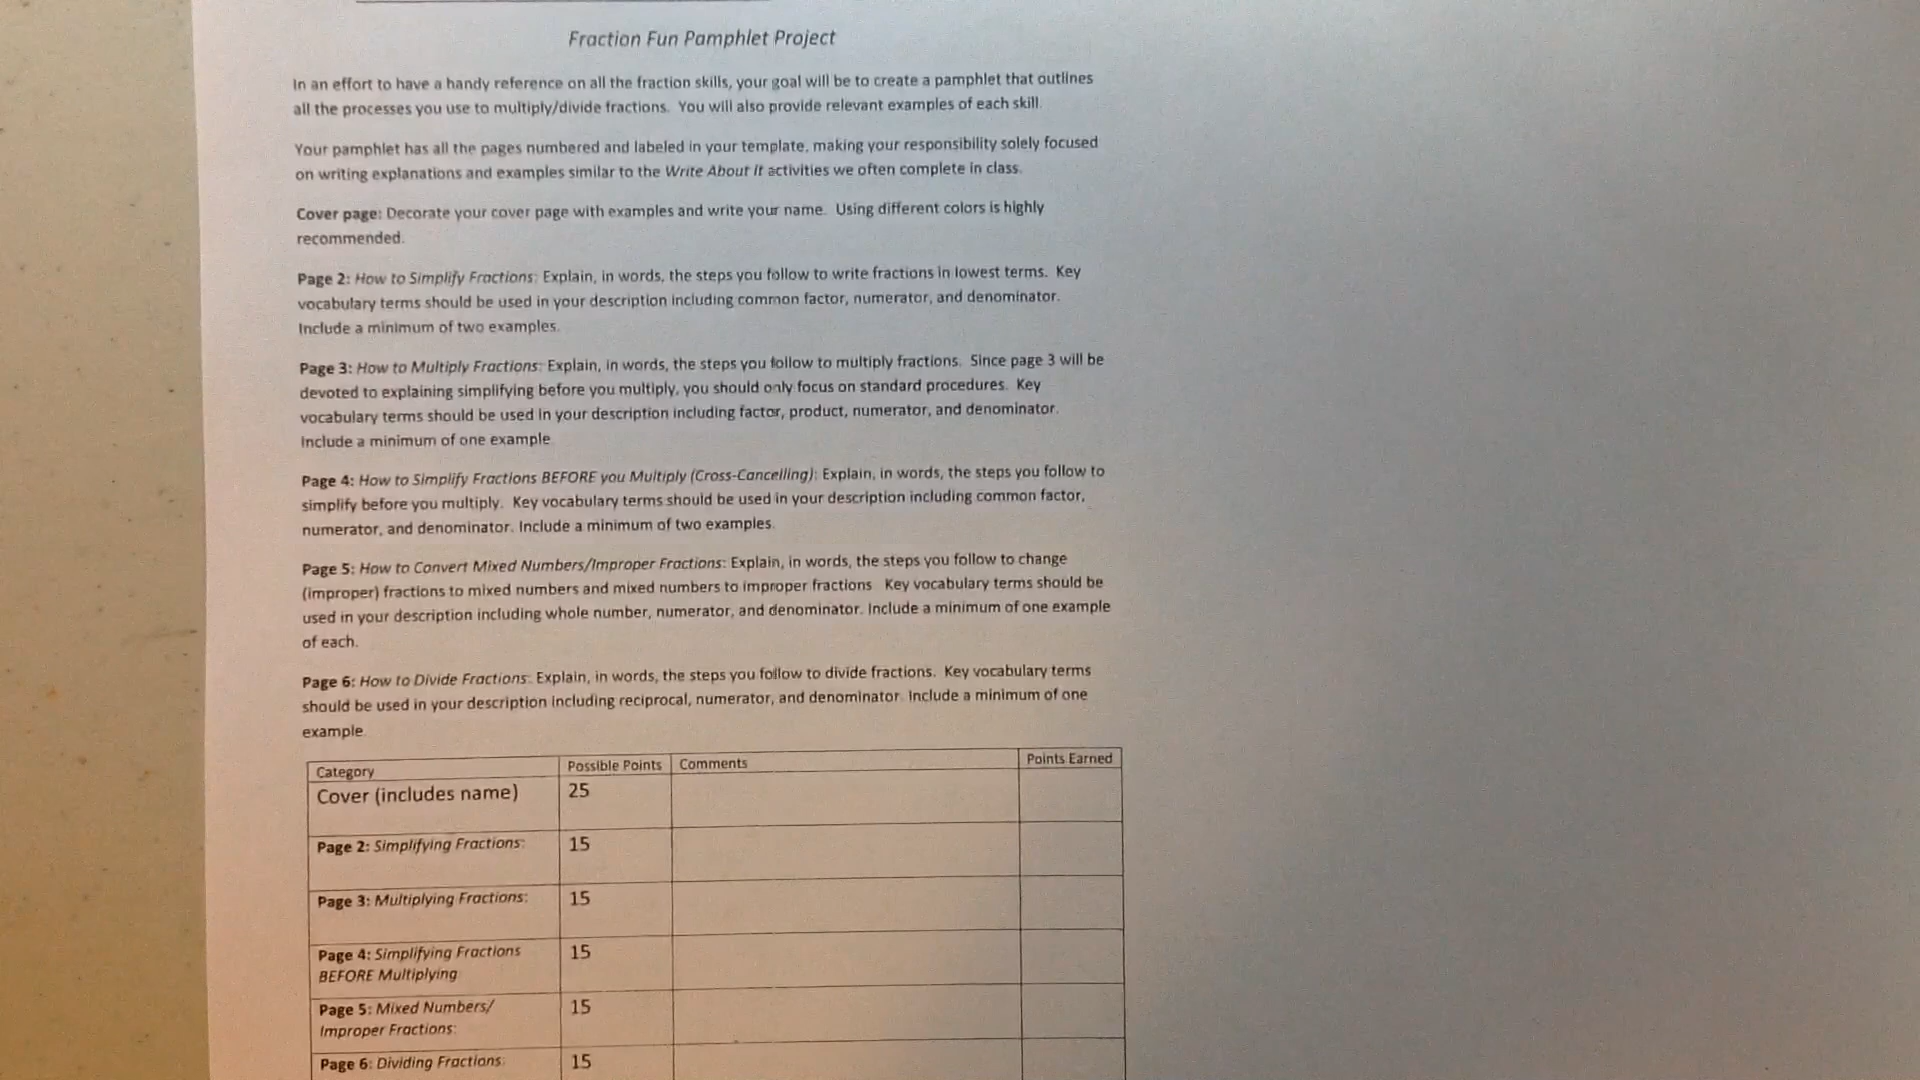 Fraction Fun Pamphlet Project
In an effort to have a handy reference on all the fraction skills, your goal will be to create a pamphlet that outlines
all the processes you use to multiply/divide fractions. You will also provide relevant examples of each skill.
Your pamphlet has all the pages numbered and labeled in your template, making your responsibility solely focused
on writing explanations and examples similar to the Write About It activities we often complete in class.
Cover page: Decorate your cover page with examples and write your name. Using different colors is highly
recommended.
Page 2: How to Simplify Fractions: Explain, in words, the steps you follow to write fractions in lowest terms. Key
vocabulary terms should be used in your description including common factor, numerator, and denominator.
Include a minimum of two examples.
Page 3: How to Multiply Fractions: Explain, in words, the steps you follow to multiply fractions. Since page 3 will be
devoted to explaining simplifying before you multiply, you should only focus on standard procedures. Key
vocabulary terms should be used in your description including factor, product, numerator, and denominator.
Include a minimum of one example.
Page 4: How to Simplify Fractions BEFORE you Multiply (Cross-Cancelling): Explain, in words, the steps you follow to
simplify before you multiply. Key vocabulary terms should be used in your description including common factor,
numerator, and denominator. Include a minimum of two examples.
Page 5: How to Convert Mixed Numbers/Improper Fractions: Explain, in words, the steps you follow to change
(improper) fractions to mixed numbers and mixed numbers to improper fractions. Key vocabulary terms should be
used in your description including whole number, numerator, and denominator. Include a minimum of one example
of each.
Page 6: How to Divide Fractions: Explain, in words, the steps you follow to divide fractions. Key vocabulary terms
should be used in your description including reciprocal, numerator, and denominator. Include a minimum of one
example.
Category Possible Points Comments Points Earned
Cover (includes name) 25
Page 2: Simplifying Fractions: 15
Page 3: Multiplying Fractions: 15
Page 4: Simplifying Fractions 15
BEFORE Multiplying
Page 5: Mixed Numbers/ 15
Improper Fractions:
Page 6: Dividing Fractions: 15